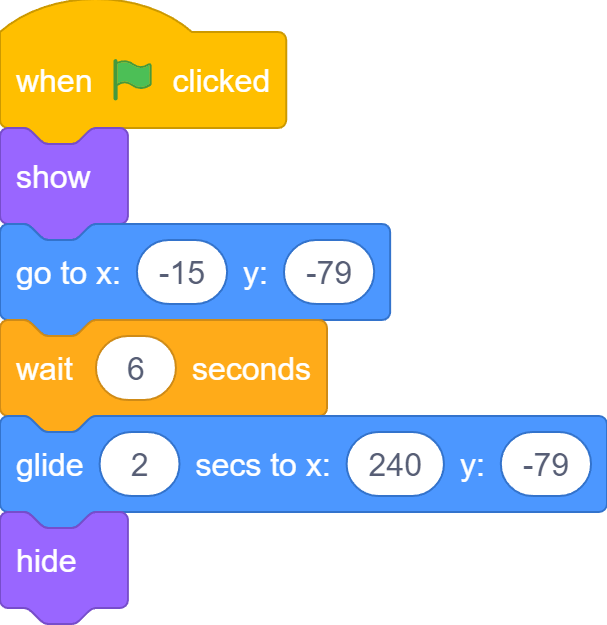 when clicked
show
go to x: -15 y: -79
wait 6 seconds
glide 2 secs to x: 240 y: -79
hide